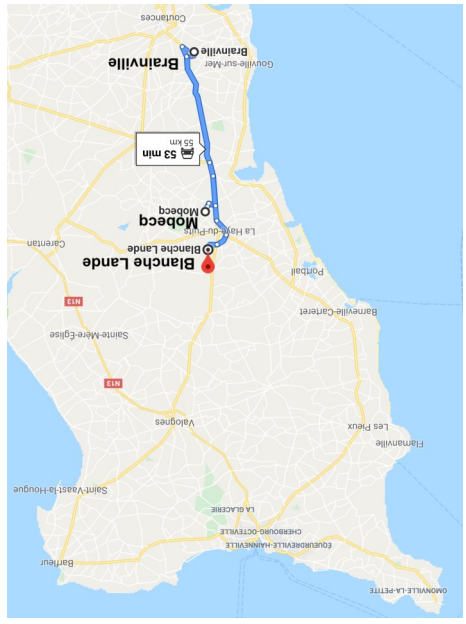 OMONVILLE-LA-PETITE
Barfleur
ÉQUEURDREVILLE-HAINNEVILLE
CHERBOURG-OCTEVILLE
LA GLACERIE
Saint-Vaast-la-Hougue
Flamanville
Les Pieux
Valognes
N13
Sainte-Mère-Église
Barneville-Carteret
N13
Portbail
Blanche Lande
Blanche Lande
Carentan
La Haye-du-Puits
Mobecq
Mobecq
53 min
55 km
Gouville-sur-Mer
Brainville
Brainville
Coutances